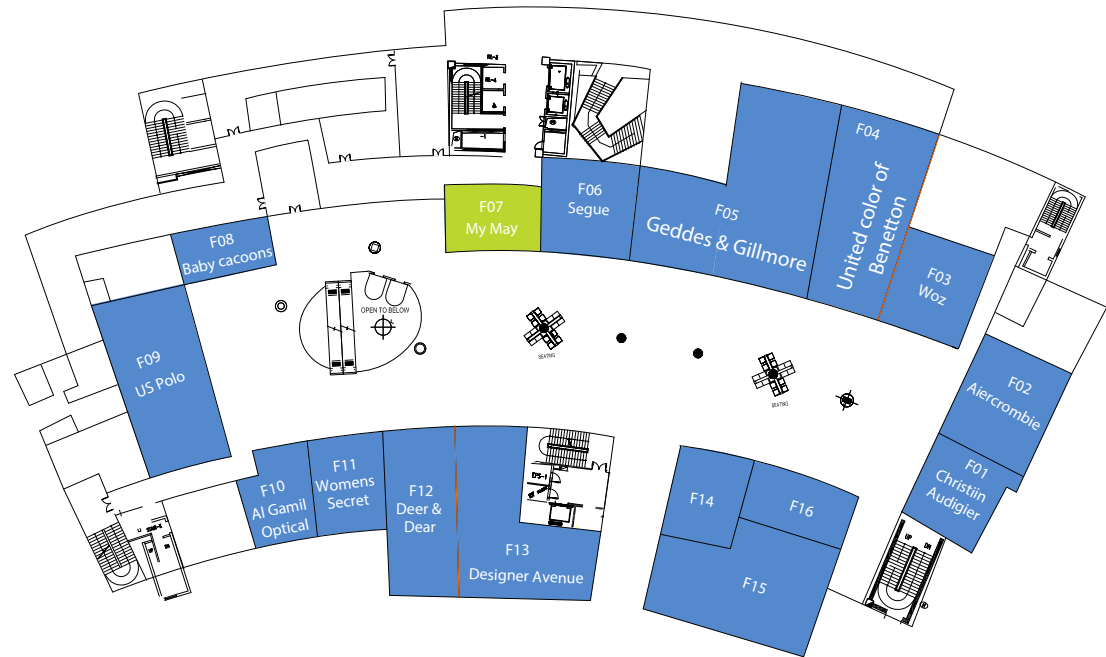 F04
United color of
Benetton
F06
Segue
F07
My May
F05
Geddes & Gillmore
F08
Baby cacoons
F03
Woz
OPEN TO BELOW
SEATING
F09
US Polo
F02
Aiercrombie
SEATING
F01
Christiin
Audigier
F10
Al Gamil
Optical
F11
Womens
Secret
F12
Deer &
Dear
F13
Designer Avenue
F14
F16
F15
UP
DN